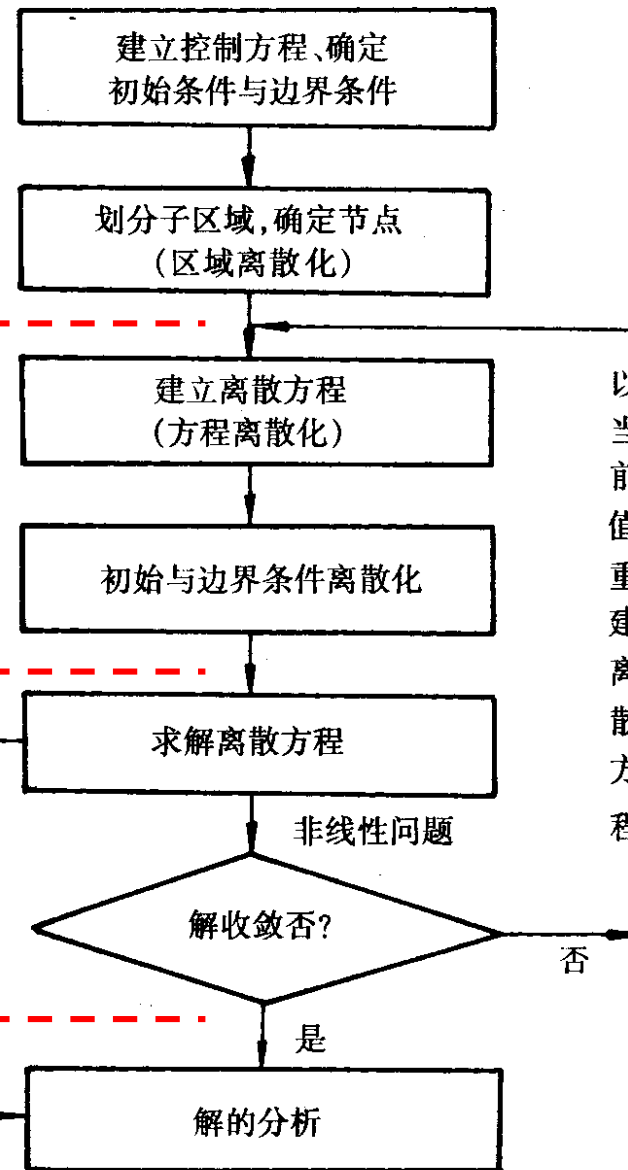 建立控制方程、确定
初始条件与边界条件
划分子区域,确定节点
(区域离散化)
建立离散方程
(方程离散化)
初始与边界条件离散化
求解离散方程
非线性问题
解收敛否?
否
是
解的分析
以
当
前
值
重
建
离
散
方
程